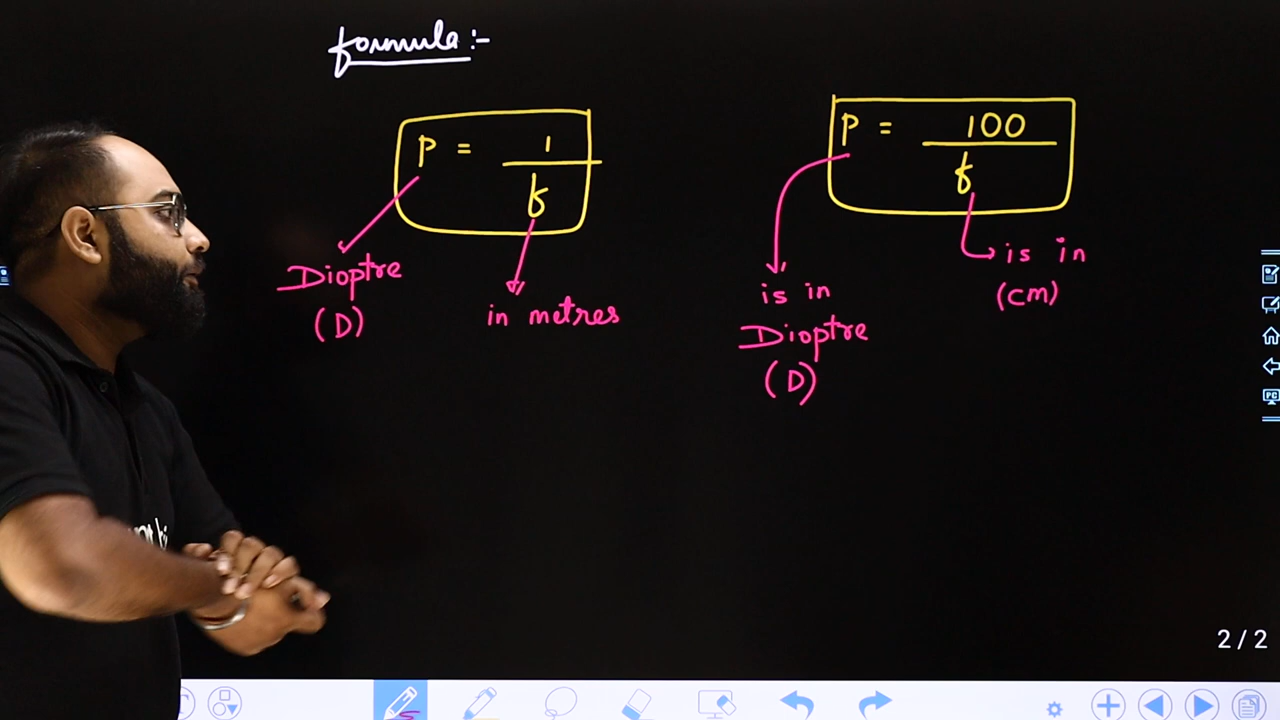 formula:-
P = 1/f
Dioptre
(D)
in metres
P = 100/f
is in
Dioptre
(D)
is in
(cm)
2 / 2